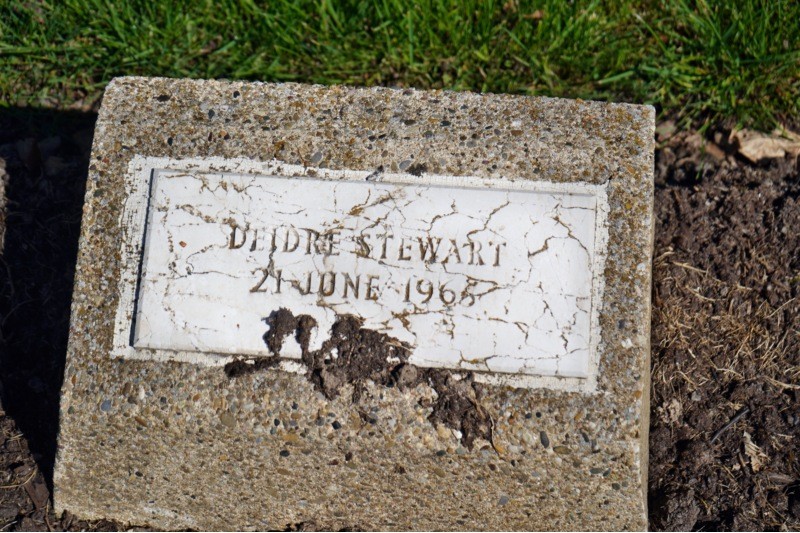 DEIDRE STEWART
21 JUNE 1965